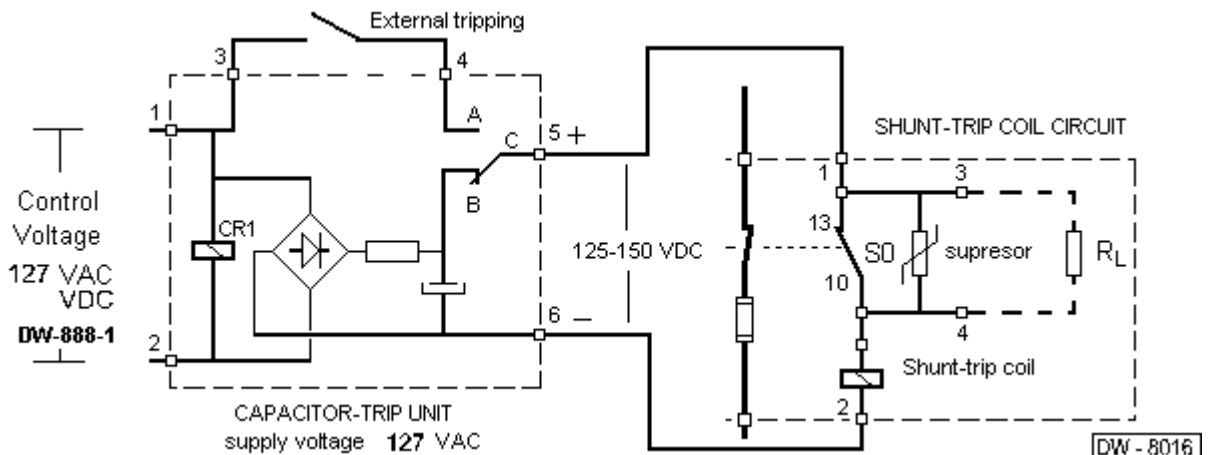 External tripping
3
4
1
A
5 +
C
SHUNT-TRIP COIL CIRCUIT
1
3
Control
Voltage
127 VAC
VDC
DW-888-1
CR1
B
125-150 VDC
13
S0
supresor
RL
10
6 –
4
2
Shunt-trip coil
2
CAPACITOR-TRIP UNIT
supply voltage 127 VAC
DW - 8016